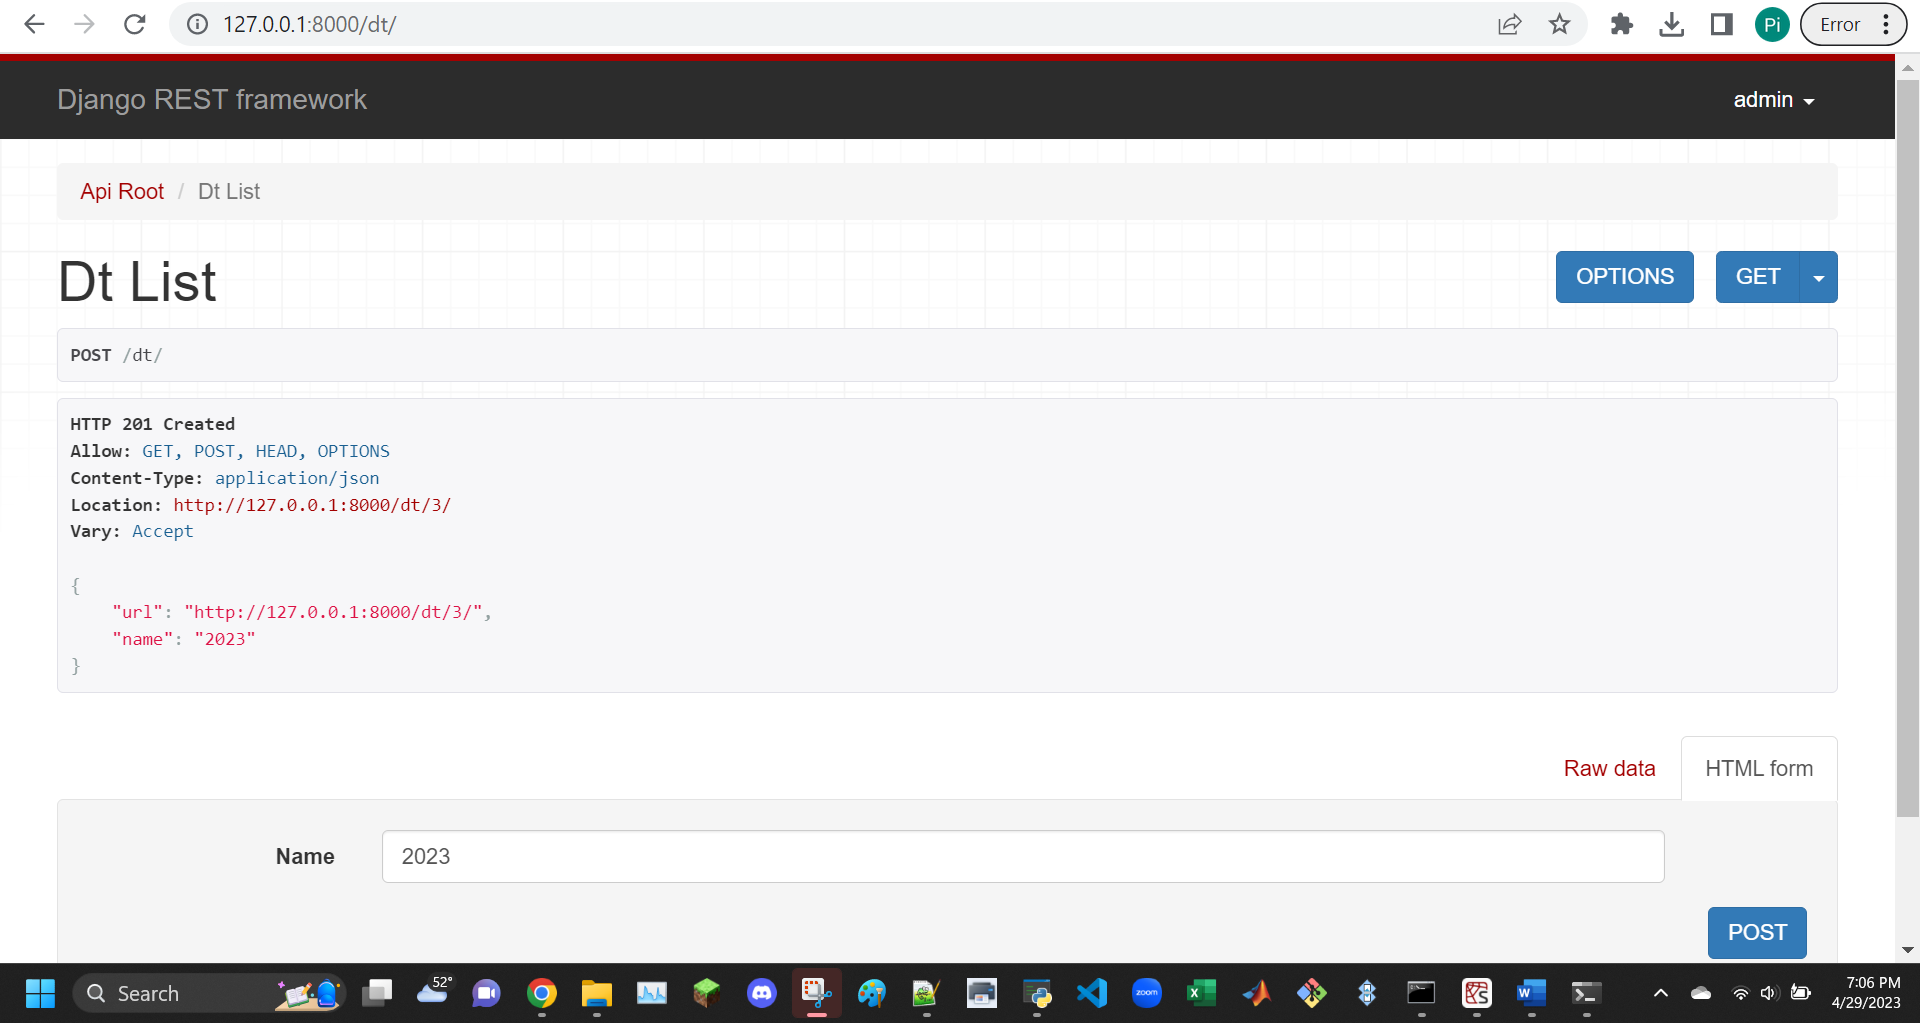 127.0.0.1:8000/dt/
Pi
Error
Django REST framework
admin
Api Root / Dt List
Dt List
OPTIONS
GET
POST /dt/
HTTP 201 Created
Allow: GET, POST, HEAD, OPTIONS
Content-Type: application/json
Location: http://127.0.0.1:8000/dt/3/
Vary: Accept
{
"url": "http://127.0.0.1:8000/dt/3/",
"name": "2023"
}
Raw data
HTML form
Name
2023
POST
Search
52°
zoom
7:06 PM
4/29/2023